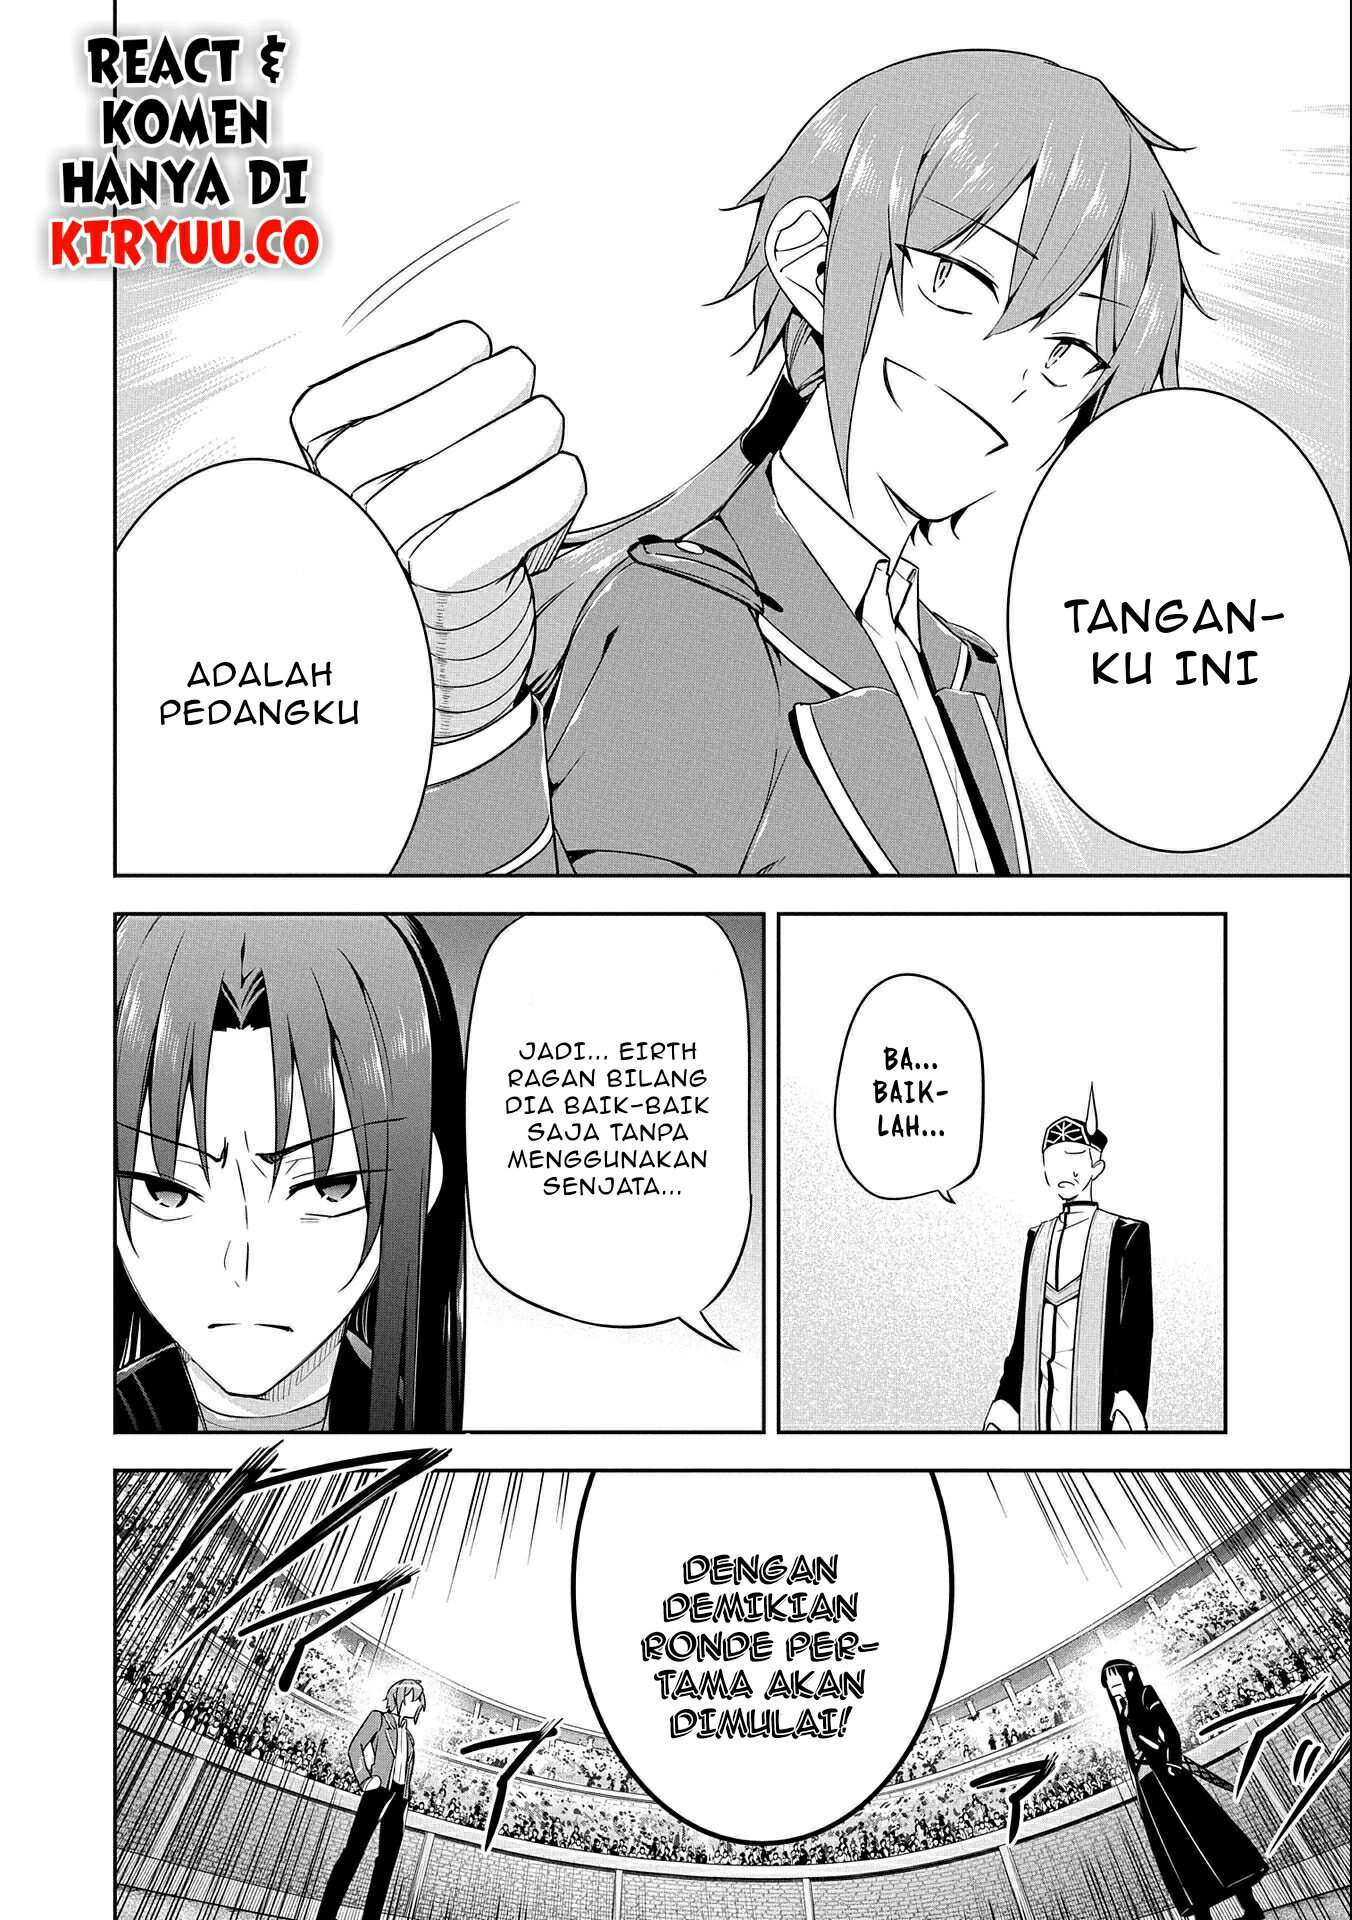 REACT &
KOMEN
HANYA DI
KIRYUU.CO
TANGAN-
KU INI
ADALAH
PEDANGKU
BA...
BAIK-
LAH...
JADI... EIRTH
RAGAN BILANG
DIA BAIK-BAIK
SAJA TANPA
MENGGUNAKAN
SENJATA...
DENGAN
DEMIKIAN
RONDE PER-
TAMA AKAN
DIMULAI!